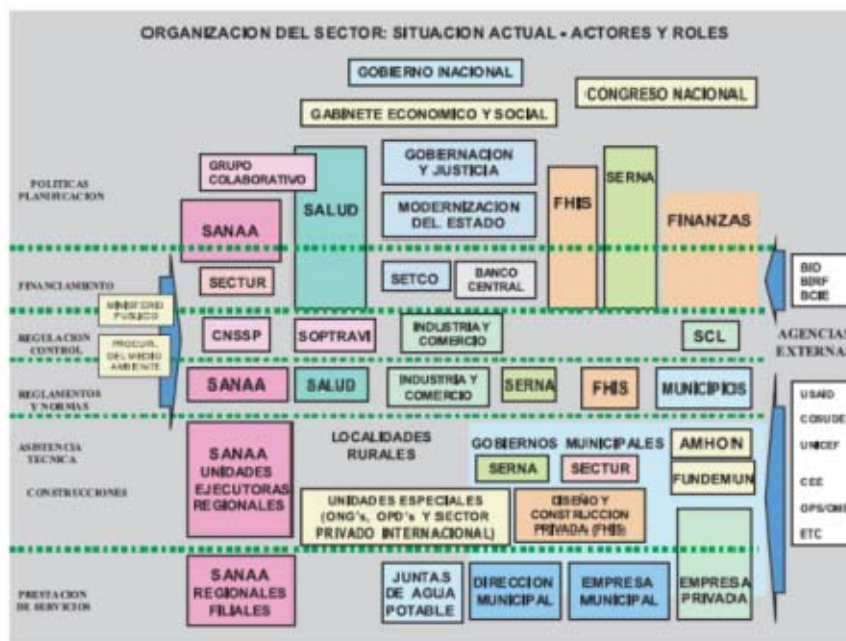 ORGANIZACION DEL SECTOR: SITUACION ACTUAL - ACTORES Y ROLES
GOBIERNO NACIONAL
CONGRESO NACIONAL
GABINETE ECONOMICO Y SOCIAL
POLITICAS
PLANIFICACION
GRUPO
COLABORATIVO
SANAA
SALUD
GOBERNACION
Y JUSTICIA
MODERNIZACION
DEL ESTADO
FHIS
SERNA
FINANZAS
FINANCIAMIENTO
SECTUR
SETCO
BANCO
CENTRAL
BID
BIRF
BCIE
MINISTERIO
PUBLICO
REGULACION
CONTROL
PROCUR.
DEL MEDIO
AMBIENTE
CNSSP
SOPTRAVI
INDUSTRIA Y
COMERCIO
SCL
AGENCIAS
EXTERNA
REGLAMENTOS
Y NORMAS
SANAA
SALUD
INDUSTRIA Y
COMERCIO
SERNA
FHIS
MUNICIPIOS
USAID
COSUDE
UNICEF
CEE
OPS/OMS
ETC
ASISTENCIA
TECNICA
CONSTRUCCIONES
SANAA
UNIDADES
EJECUTORAS
REGIONALES
LOCALIDADES
RURALES
GOBIERNOS MUNICIPALES
AMHON
SERNA
SECTUR
FUNDEMUN
UNIDADES ESPECIALES
(ONG's, OPD's Y SECTOR
PRIVADO INTERNACIONAL)
DISEÑO Y
CONSTRUCCION
PRIVADA (FHIS)
PRESTACION
DE SERVICIOS
SANAA
REGIONALES
FILIALES
JUNTAS
DE AGUA
POTABLE
DIRECCION
MUNICIPAL
EMPRESA
MUNICIPAL
EMPRESA
PRIVADA